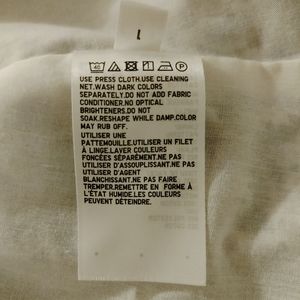 40
USE PRESS CLOTH.USE CLEANING
NET.WASH DARK COLORS
SEPARATELY.DO NOT ADD FABRIC
CONDITIONER.NO OPTICAL
BRIGHTENERS.DO NOT
SOAK.RESHAPE WHILE DAMP.COLOR
MAY RUB OFF.
UTILISER UNE
PATTEMOUILLE.UTILISER UN FILET
À LINGE.LAVER COULEURS
FONCÉES SÉPARÉMENT.NE PAS
UTILISER D'ASSOUPLISSANT.NE PAS
UTILISER D'AGENT
BLANCHISSANT.NE PAS FAIRE
TREMPER.REMETTRE EN FORME À
L'ÉTAT HUMIDE.LES COULEURS
PEUVENT DÉTEINDRE.